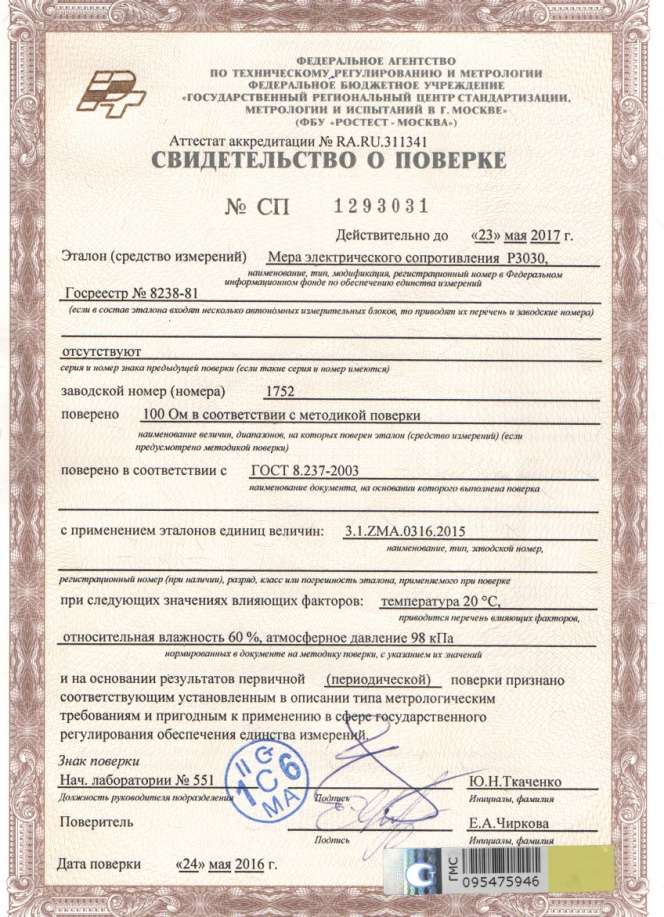 ФЕДЕРАЛЬНОЕ АГЕНТСТВО
ПО ТЕХНИЧЕСКОМУ РЕГУЛИРОВАНИЮ И МЕТРОЛОГИИ
ФЕДЕРАЛЬНОЕ БЮДЖЕТНОЕ УЧРЕЖДЕНИЕ
«ГОСУДАРСТВЕННЫЙ РЕГИОНАЛЬНЫЙ ЦЕНТР СТАНДАРТИЗАЦИИ,
МЕТРОЛОГИИ И ИСПЫТАНИЙ В Г. МОСКВЕ»
(ФБУ «РОСТЕСТ - МОСКВА»)
Аттестат аккредитации № RA.RU.311341
СВИДЕТЕЛЬСТВО О ПОВЕРКЕ
№ СП 1293031
Действительно до «23» мая 2017 г.
Эталон (средство измерений) Мера электрического сопротивления Р3030,
наименование, тип, модификация, регистрационный номер в Федеральном
информационном фонде по обеспечению единства измерений
Госреестр № 8238-81
(если в состав эталона входят несколько автономных измерительных блоков, то приводят их перечень и заводские номера)
отсутствуют
серия и номер знака предыдущей поверки (если такие серия и номер имеются)
заводской номер (номера) 1752
поверено 100 Ом в соответствии с методикой поверки
наименование величин, диапазонов, на которых поверен эталон (средство измерений) (если
предусмотрено методикой поверки)
поверено в соответствии с ГОСТ 8.237-2003
наименование документа, на основании которого выполнена поверка
с применением эталонов единиц величин: 3.1.ZMA.0316.2015
наименование, тип, заводской номер,
регистрационный номер (при наличии), разряд, класс или погрешность эталона, применяемого при поверке
при следующих значениях влияющих факторов: температура 20 °С,
приводится перечень влияющих факторов,
относительная влажность 60 %, атмосферное давление 98 кПа
нормированных в документе на методику поверки, с указанием их значений
и на основании результатов первичной (периодической) поверки признано
соответствующим установленным в описании типа метрологическим
требованиям и пригодным к применению в сфере государственного
регулирования обеспечения единства измерений.
Знак поверки
II G 6
1 С
МА
Нач. лаборатории № 551 Ю.Н.Ткаченко
Должность руководителя подразделения Подпись Инициалы, фамилия
Поверитель Е.А.Чиркова
Подпись Инициалы, фамилия
Дата поверки «24» мая 2016 г.
ГМС
095475946